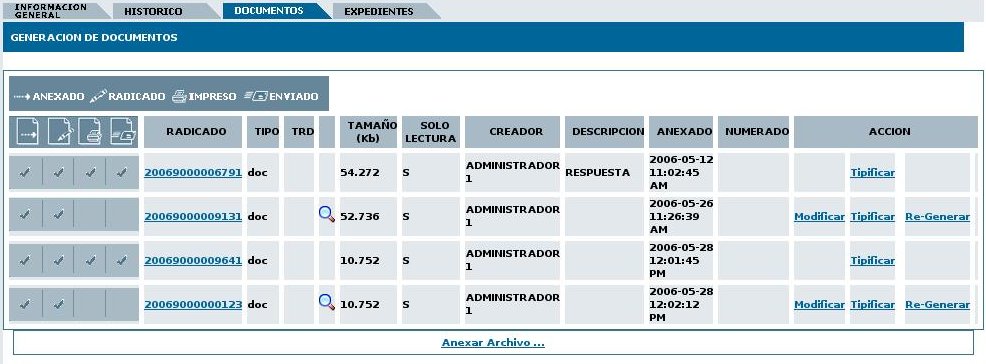 INFORMACION
GENERAL
HISTORICO
DOCUMENTOS
EXPEDIENTES
GENERACION DE DOCUMENTOS
ANEXADO RADICADO IMPRESO ENVIADO
RADICADO TIPO TRD TAMAÑO (Kb) SOLO LECTURA CREADOR DESCRIPCION ANEXADO NUMERADO ACCION
20069000006791 doc 54.272 S ADMINISTRADOR 1 RESPUESTA 2006-05-12 11:02:45 AM Tipificar
20069000009131 doc 52.736 S ADMINISTRADOR 1 2006-05-26 11:26:39 AM Modificar Tipificar Re-Generar
20069000009641 doc 10.752 S ADMINISTRADOR 1 2006-05-28 12:01:45 PM Tipificar
20069000000123 doc 10.752 S ADMINISTRADOR 1 2006-05-28 12:02:12 PM Modificar Tipificar Re-Generar
Anexar Archivo ...